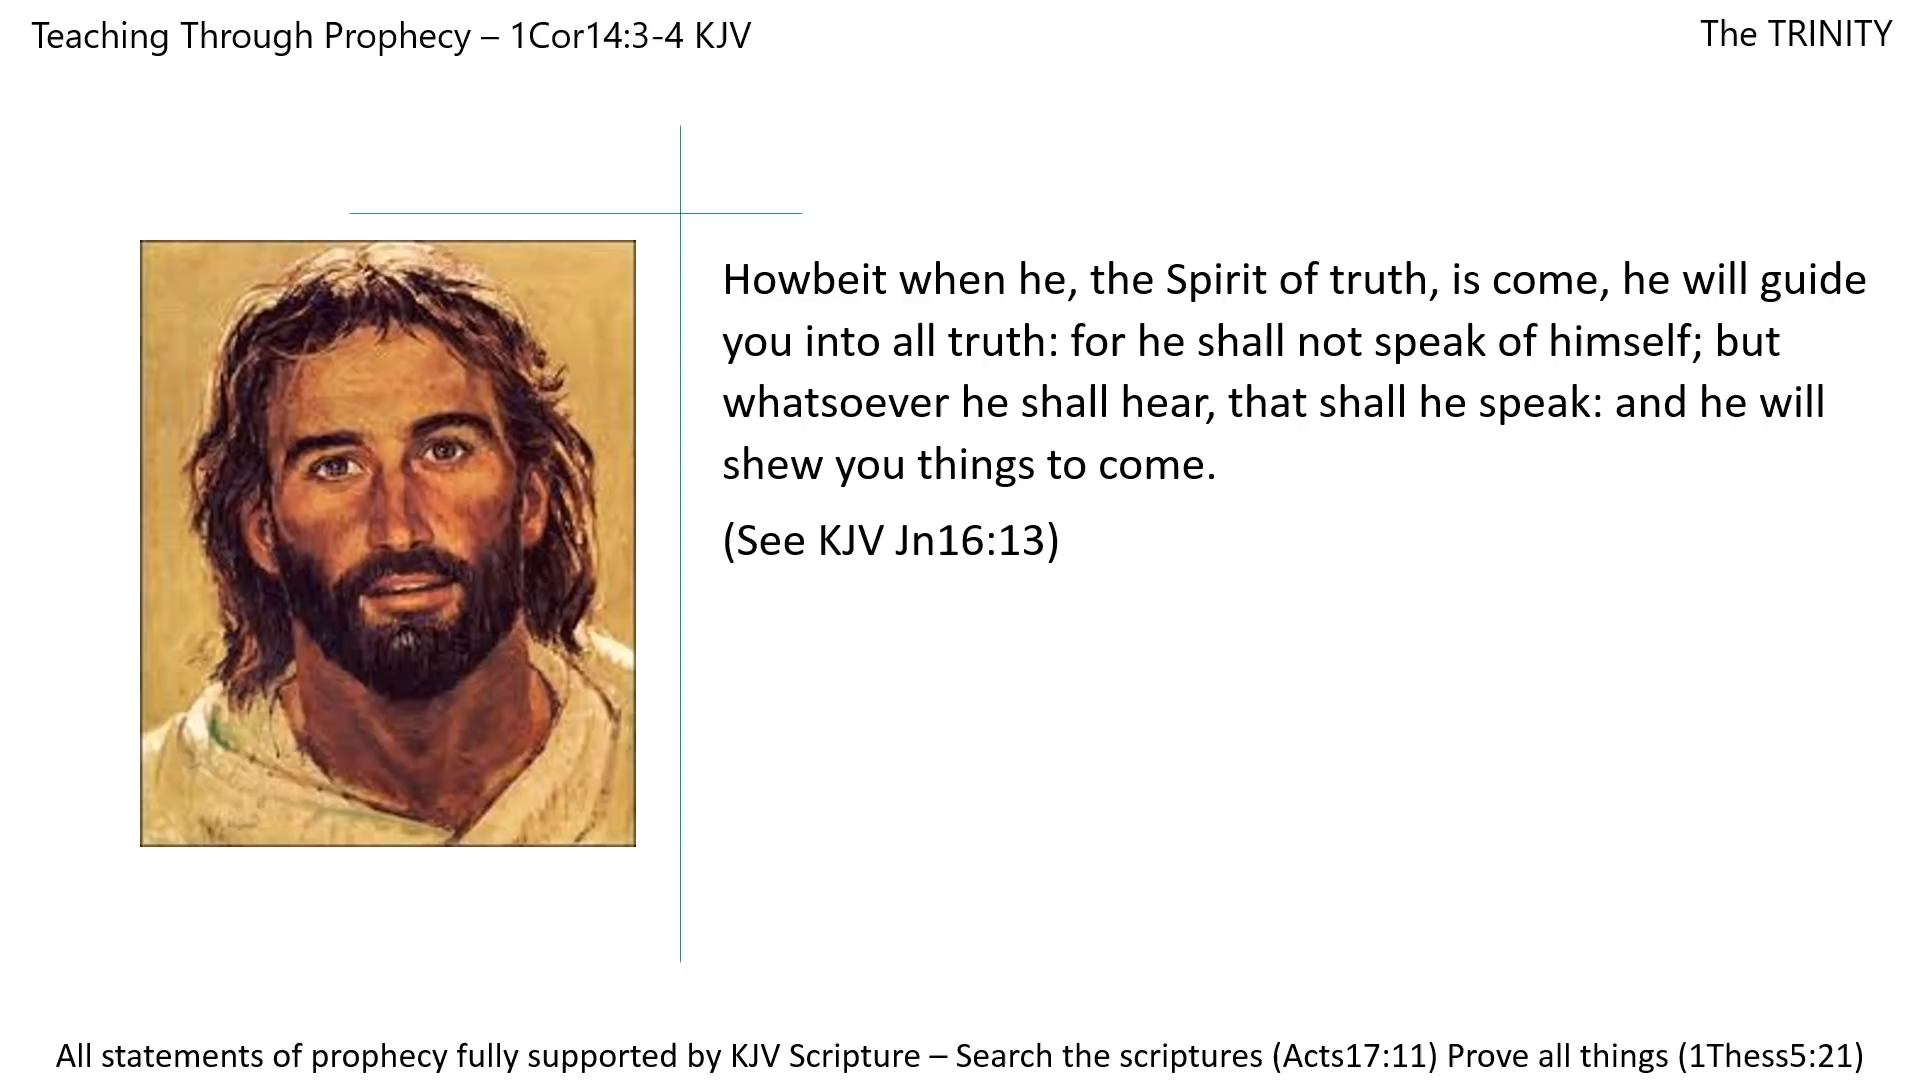 Teaching Through Prophecy – 1Cor14:3-4 KJV
The TRINITY
Howbeit when he, the Spirit of truth, is come, he will guide
you into all truth: for he shall not speak of himself; but
whatsoever he shall hear, that shall he speak: and he will
shew you things to come.
(See KJV Jn16:13)
All statements of prophecy fully supported by KJV Scripture – Search the scriptures (Acts17:11) Prove all things (1Thess5:21)